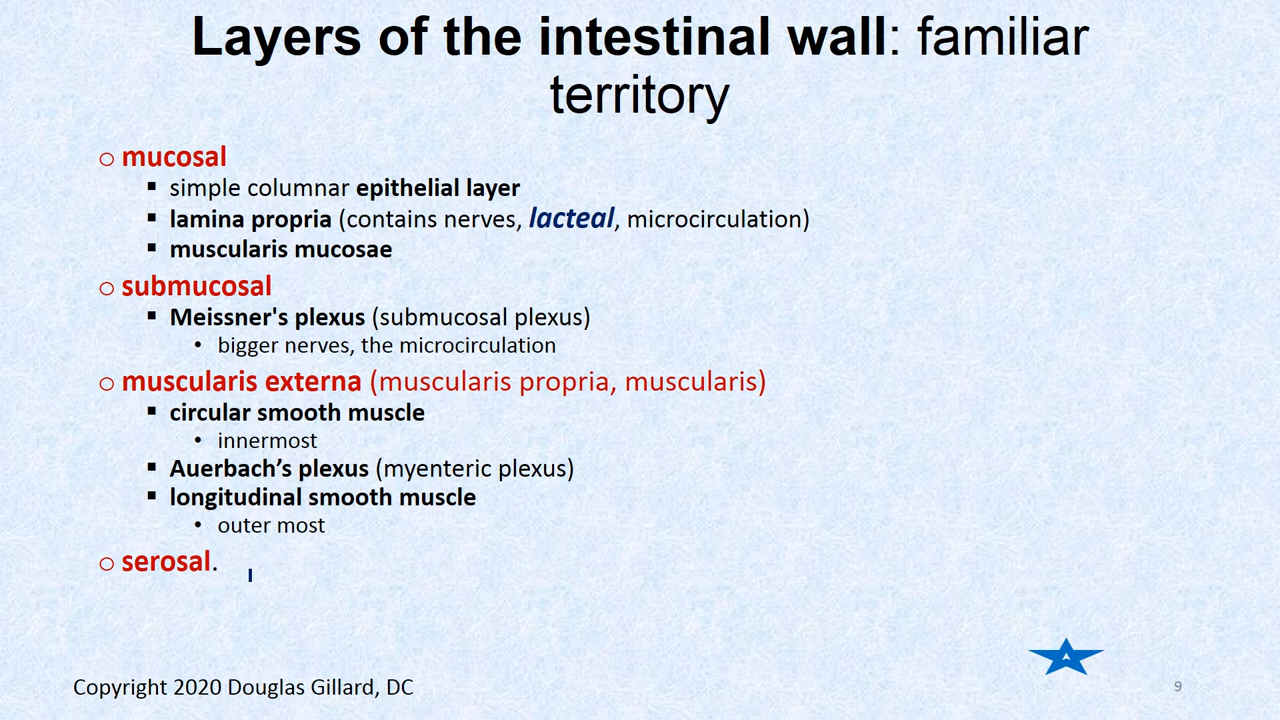 Layers of the intestinal wall: familiar
territory
mucosal
simple columnar epithelial layer
lamina propria (contains nerves, lacteal, microcirculation)
muscularis mucosae
submucosal
Meissner's plexus (submucosal plexus)
bigger nerves, the microcirculation
muscularis externa (muscularis propria, muscularis)
circular smooth muscle
innermost
Auerbach’s plexus (myenteric plexus)
longitudinal smooth muscle
outer most
serosal.
Copyright 2020 Douglas Gillard, DC
9